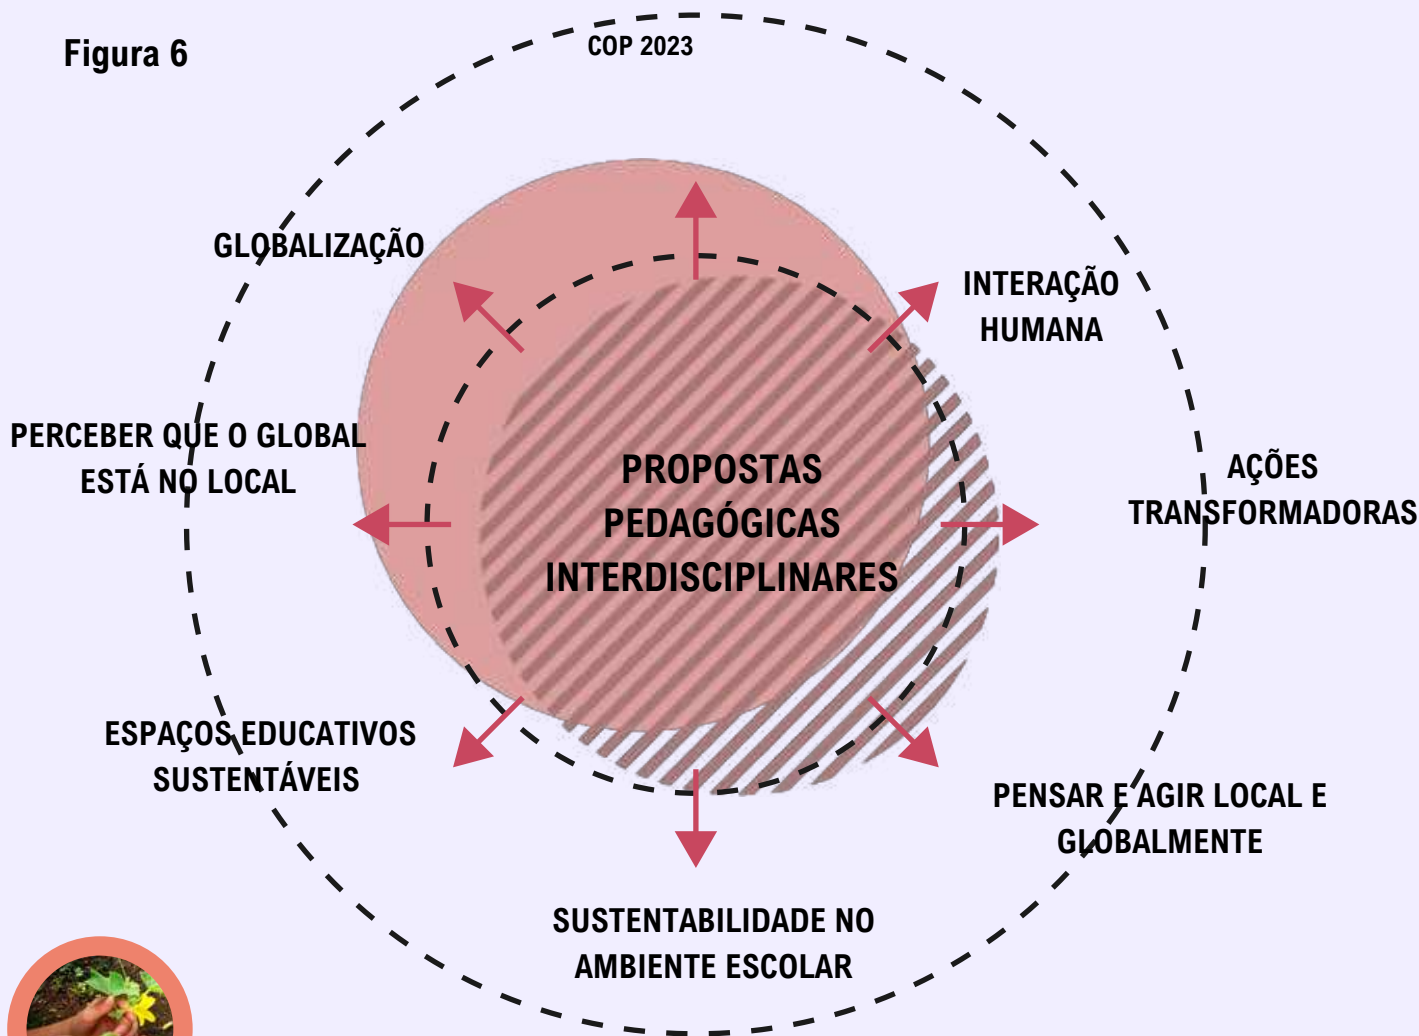 Figura 6
COP 2023
GLOBALIZAÇÃO
INTERAÇÃO
HUMANA
PERCEBER QUE O GLOBAL
ESTÁ NO LOCAL
PROPOSTAS
PEDAGÓGICAS
INTERDISCIPLINARES
AÇÕES
TRANSFORMADORAS
ESPAÇOS EDUCATIVOS
SUSTENTÁVEIS
PENSAR E AGIR LOCAL E
GLOBALMENTE
SUSTENTABILIDADE NO
AMBIENTE ESCOLAR